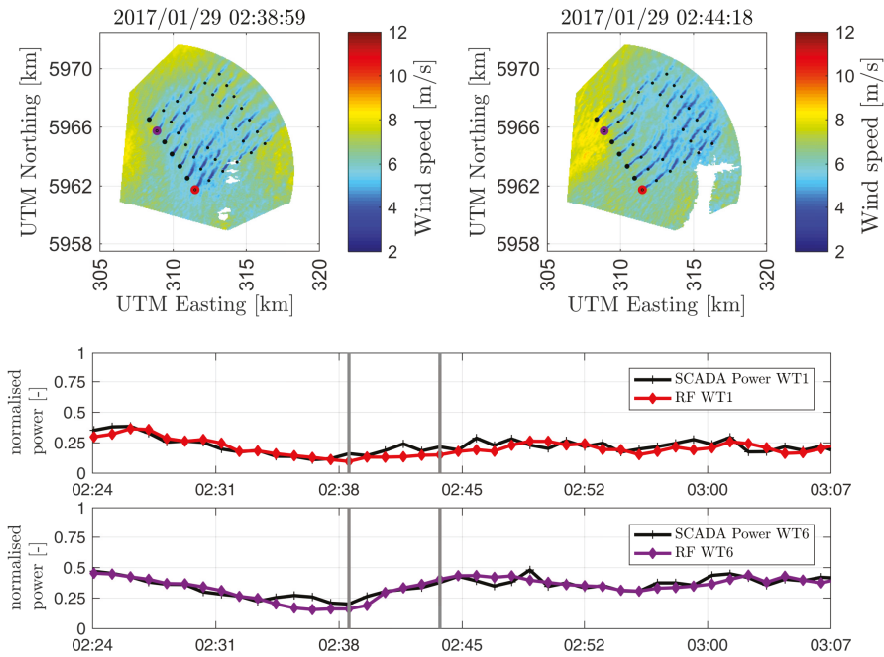 2017/01/29 02:38:59
2017/01/29 02:44:18
UTM Northing [km]
5970
5966
5962
5958
305
310
315
320
UTM Easting [km]
12
10
8
6
4
2
Wind speed [m/s]
UTM Northing [km]
5970
5966
5962
5958
305
310
315
320
UTM Easting [km]
12
10
8
6
4
2
Wind speed [m/s]
normalised
power [-]
1
0.75
0.5
0.25
0
SCADA Power WT1
RF WT1
02:24 02:31 02:38 02:45 02:52 03:00 03:07
normalised
power [-]
1
0.75
0.5
0.25
0
SCADA Power WT6
RF WT6
02:24 02:31 02:38 02:45 02:52 03:00 03:07